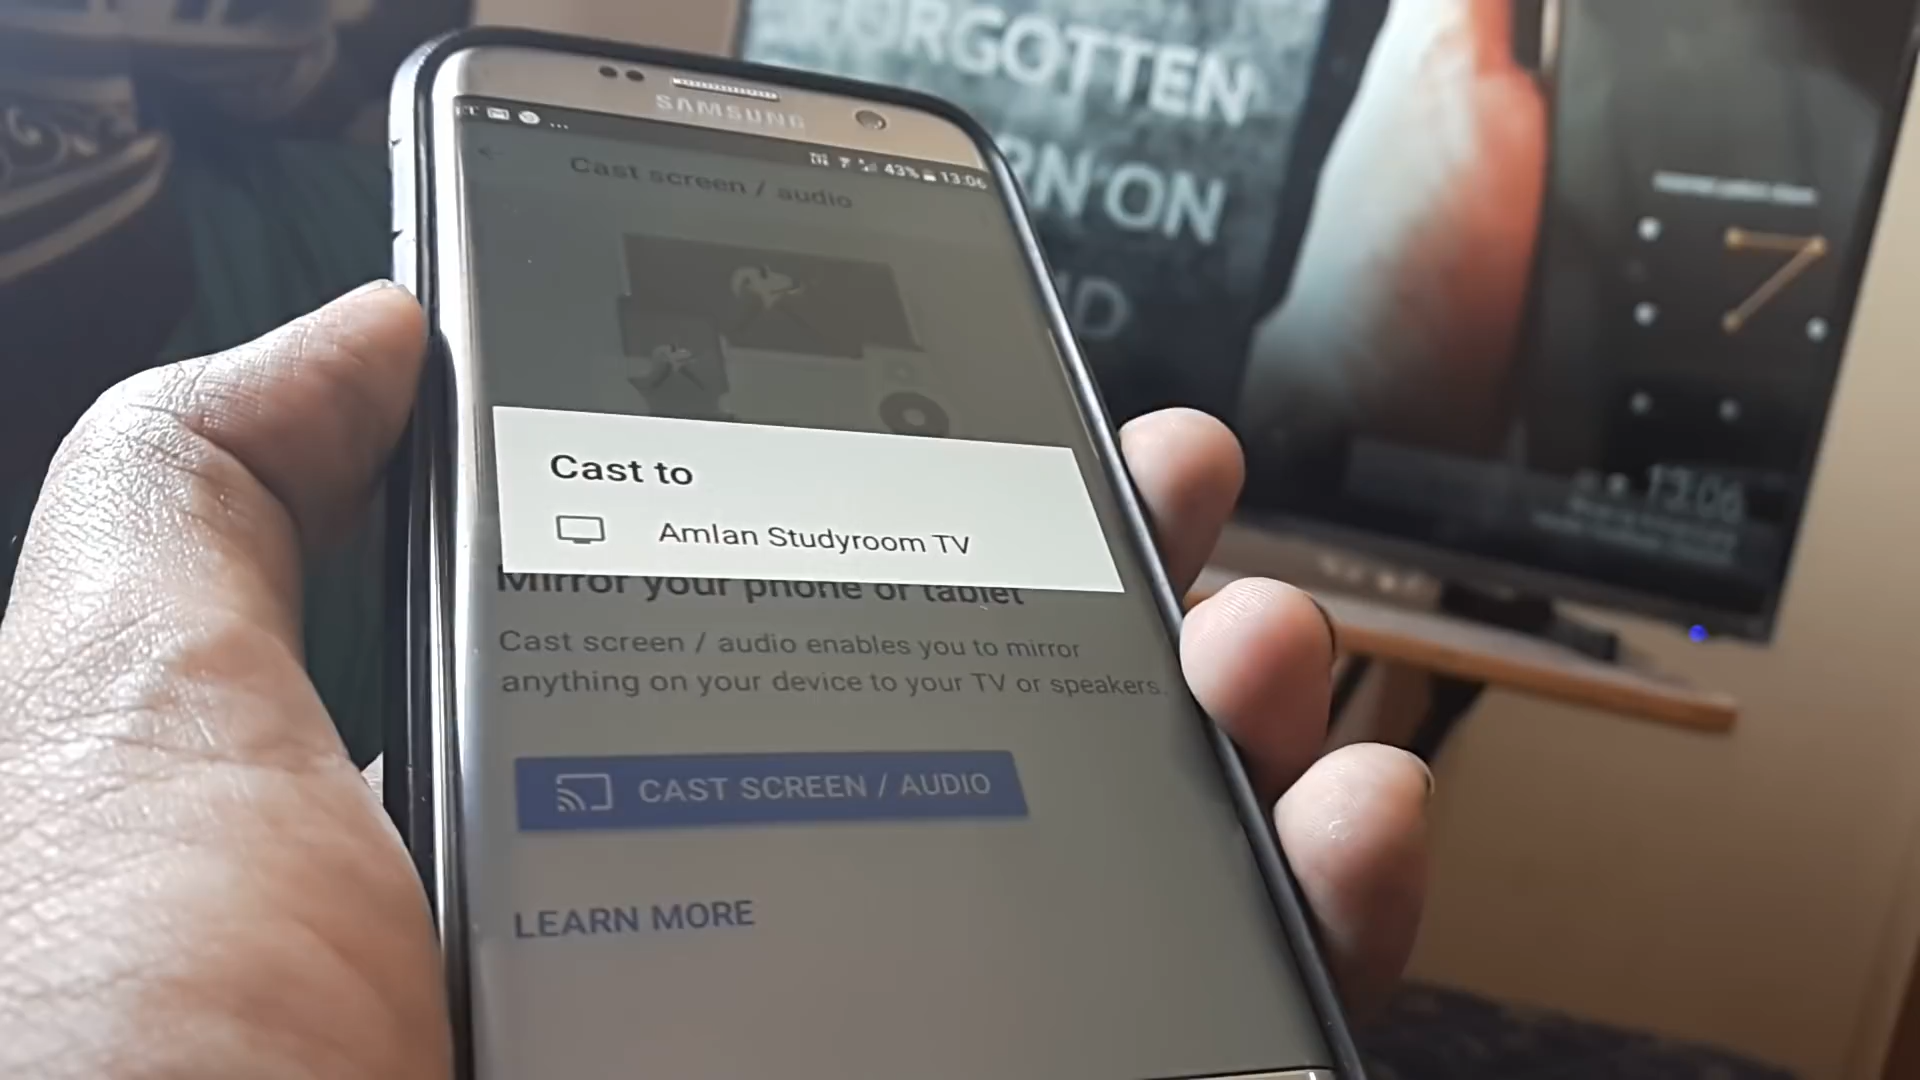 SAMSUNG
43% 13:06
Cast screen / audio
Cast to
Amlan Studyroom TV
Mirror your phone or tablet
Cast screen / audio enables you to mirror
anything on your device to your TV or speakers.
CAST SCREEN / AUDIO
LEARN MORE
FORGOTTEN
ON
13:06